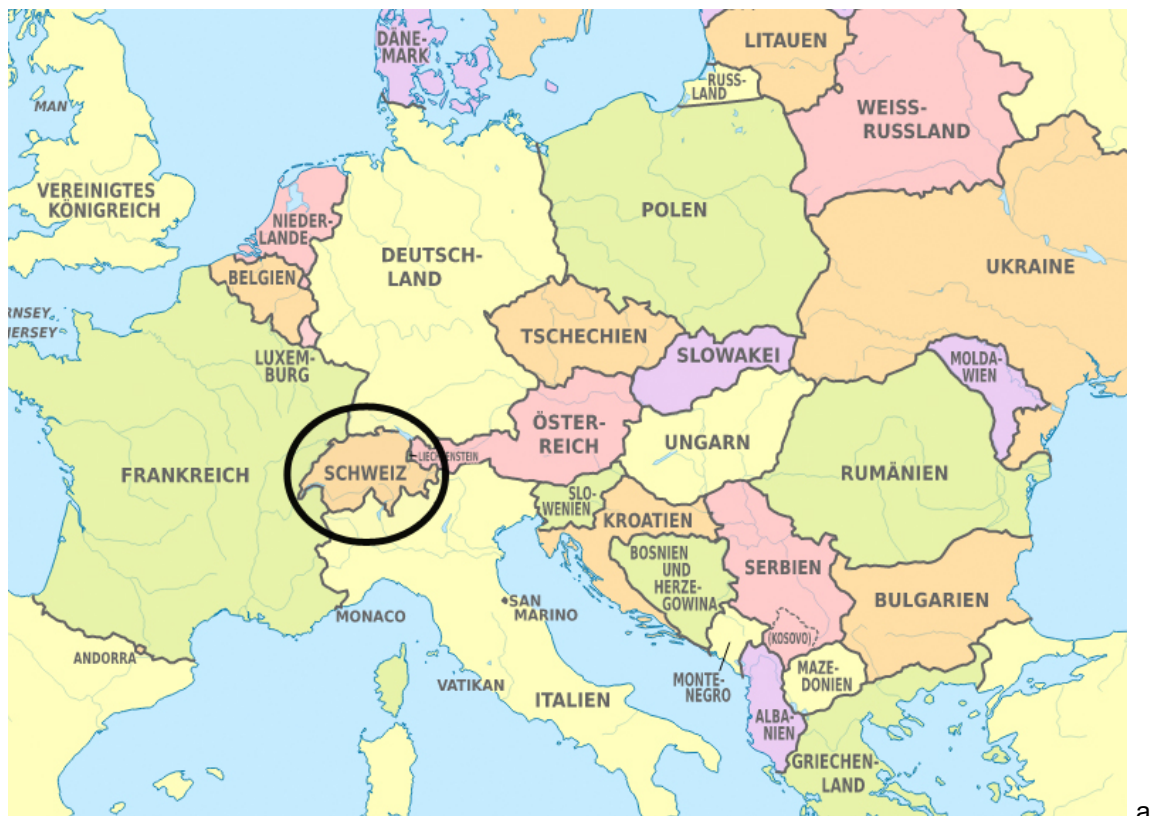 DÄNE-
MARK
LITAUEN
RUSS-
LAND
WEISS-
RUSSLAND
MAN
VEREINIGTES
KÖNIGREICH
NIEDER-
LANDE
POLEN
DEUTSCH-
LAND
UKRAINE
BELGIEN
RNSEY
JERSEY
TSCHECHIEN
LUXEM-
BURG
SLOWAKEI
MOLDA-
WIEN
ÖSTER-
REICH
UNGARN
LIECHTENSTEIN
FRANKREICH
SCHWEIZ
RUMÄNIEN
SLO-
WENIEN
KROATIEN
BOSNIEN
UND
HERZE-
GOWINA
SERBIEN
BULGARIEN
SAN
MARINO
MONACO
(KOSOVO)
ANDORRA
MAZE-
DONIEN
MONTE-
NEGRO
VATIKAN
ITALIEN
ALBA-
NIEN
GRIECHEN-
LAND
a